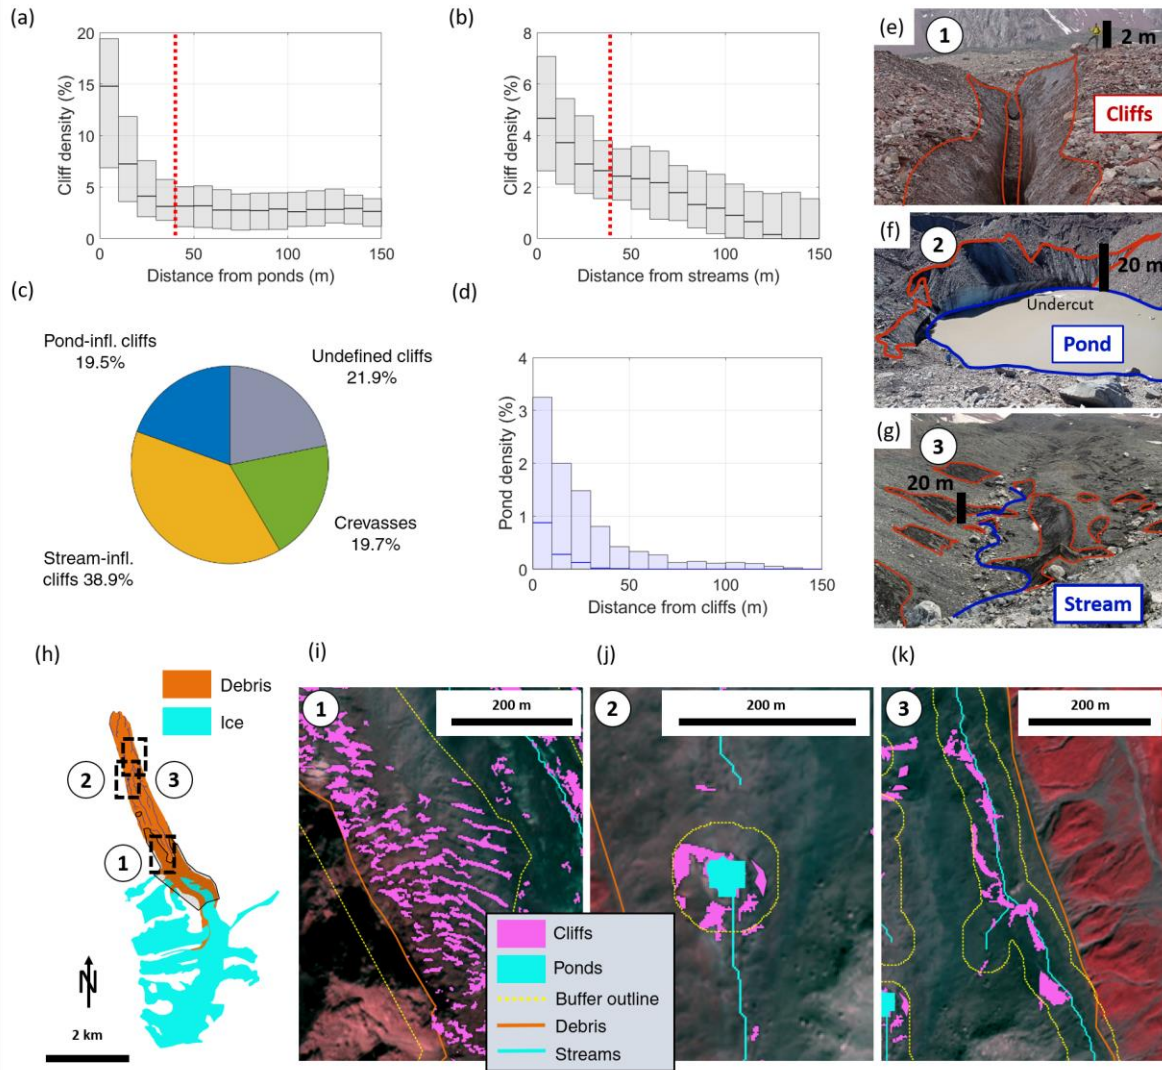 (a)
20
15
10
5
0
Cliff density (%)
0 50 100 150
Distance from ponds (m)
(b)
8
6
4
2
0
Cliff density (%)
0 50 100 150
Distance from streams (m)
(e)
1
2 m
Cliffs
(f)
2
20 m
Undercut
Pond
(g)
3
20 m
Stream
(c)
Pond-infl. cliffs
19.5%
Undefined cliffs
21.9%
Stream-infl.
cliffs 38.9%
Crevasses
19.7%
(d)
4
3
2
1
0
Pond density (%)
0 50 100 150
Distance from cliffs (m)
(h)
Debris
Ice
2
3
1
N
2 km
(i)
1
200 m
(j)
2
200 m
(k)
3
200 m
Cliffs
Ponds
Buffer outline
Debris
Streams